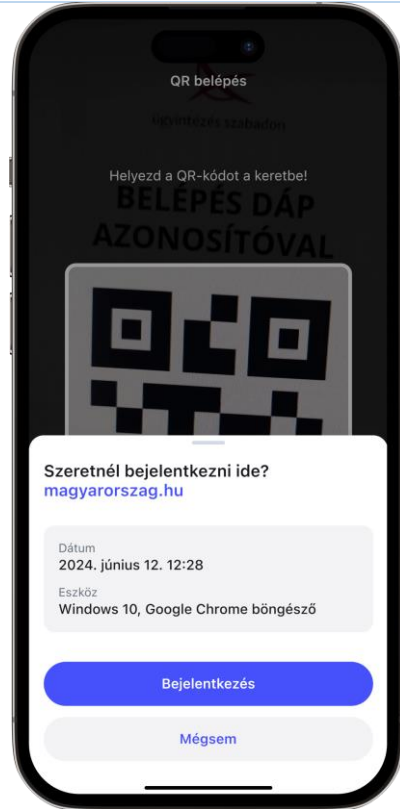 QR belépés
Ügyintézés szabadon
Helyezd a QR-kódot a keretbe!
BELÉPÉS DÁP
AZONOSÍTÓVAL
Szeretnél bejelentkezni ide?
magyarorszag.hu
Dátum
2024. június 12. 12:28
Eszköz
Windows 10, Google Chrome böngésző
Bejelentkezés
Mégsem